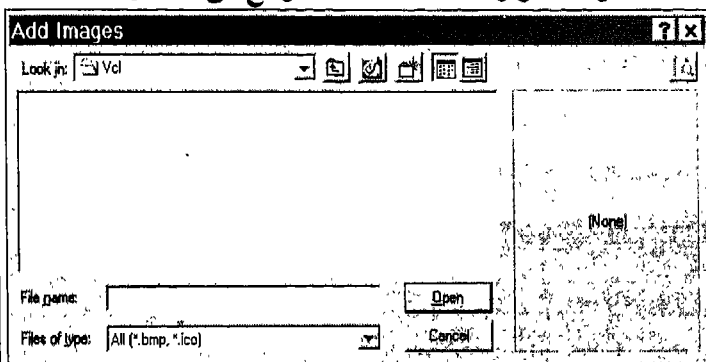 Add Images
Look in: Vcl
(None)
File name:
Open
Files of type: All (*.bmp, *.ico)
Cancel